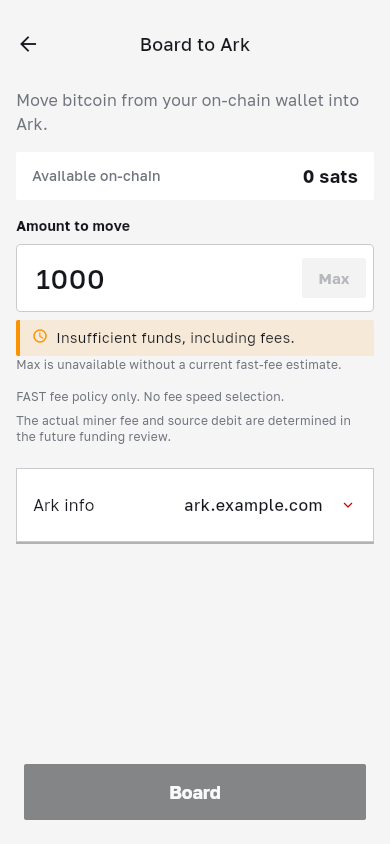 Board to Ark
Move bitcoin from your on-chain wallet into
Ark.
Available on-chain 0 sats
Amount to move
1000 Max
Insufficient funds, including fees.
Max is unavailable without a current fast-fee estimate.
FAST fee policy only. No fee speed selection.
The actual miner fee and source debit are determined in
the future funding review.
Ark info ark.example.com
Board